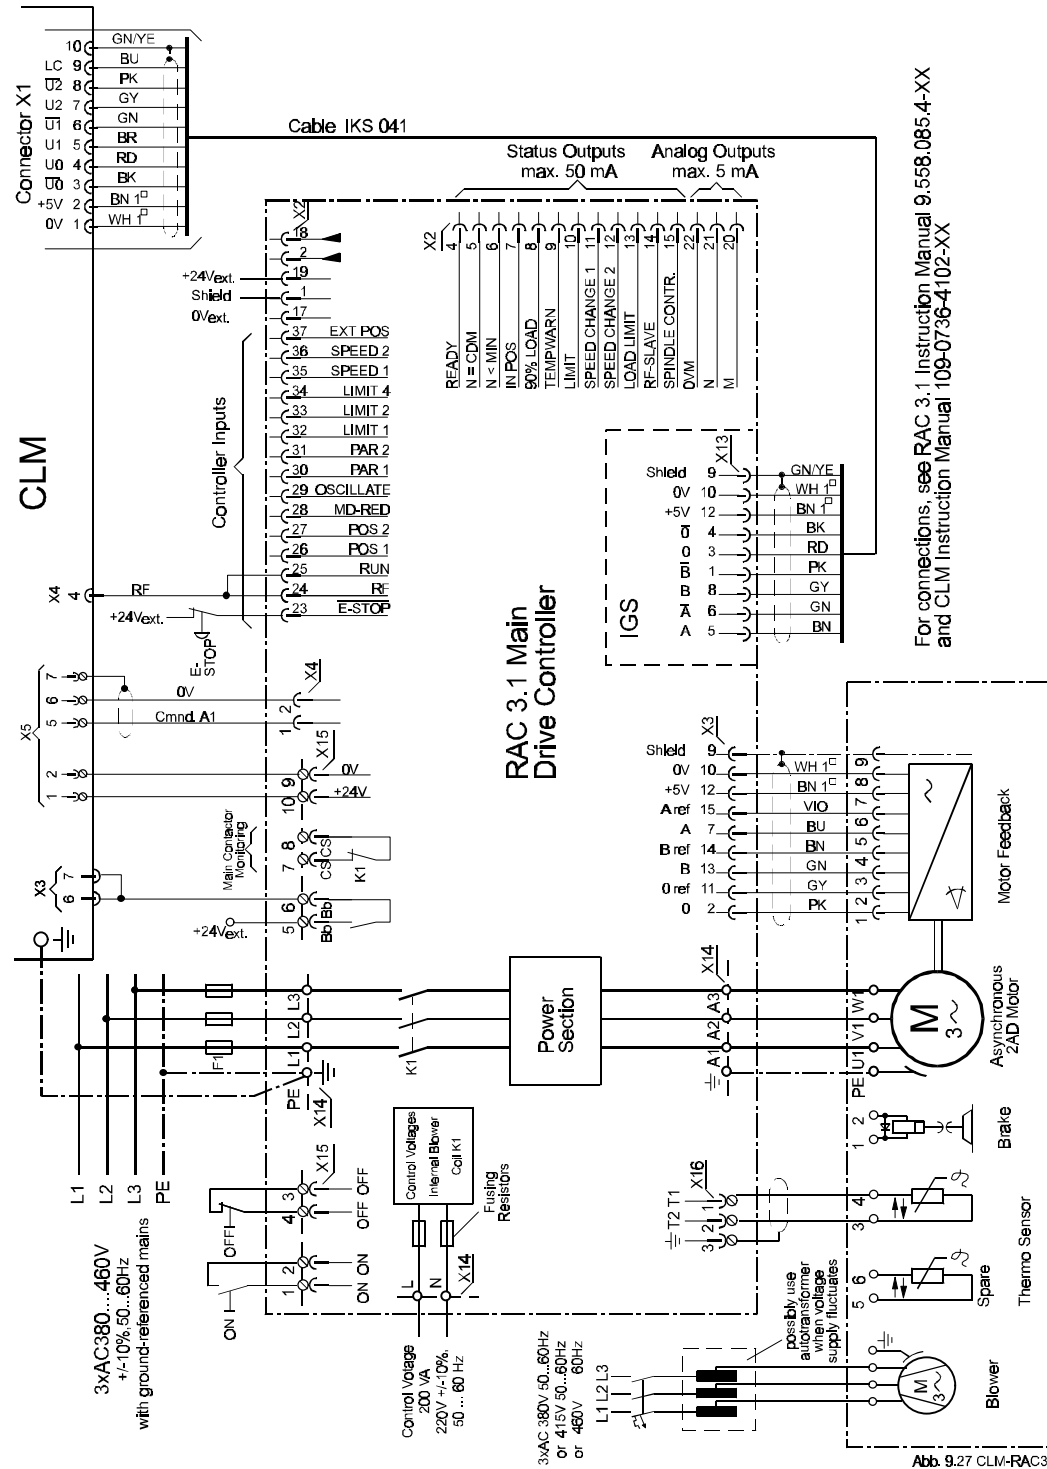 CLM
Connector X1
10 GN/YE
LC 9 BU
U2 8 PK
U2 7 GY
U1 6 GN
U1 5 BR
U0 4 RD
U0 3 BK
+5V 2 BN 1□
0V 1 WH 1□
Cable IKS 041
Status Outputs
max. 50 mA
Analog Outputs
max. 5 mA
X2
18
2
+24Vext. 19
Shield 1
0Vext. 17
Controller Inputs
37 EXT POS
36 SPEED 2
35 SPEED 1
34 LIMIT 4
33 LIMIT 2
32 LIMIT 1
31 PAR 2
30 PAR 1
29 OSCILLATE
28 MD-RED
27 POS 2
26 POS 1
25 RUN
24 RF
23 E-STOP
X2
4 READY
5 N = CDM
6 N < MIN
7 IN POS
8 90% LOAD
9 TEMPWARN
10 LIMIT
11 SPEED CHANGE 1
12 SPEED CHANGE 2
13 LOAD LIMIT
14 RF-SLAVE
15 SPINDLE CONTR.
22 0VM
21 N
20 M
X4
4 RF
+24Vext.
E-
STOP
IGS
X13
Shield 9 GN/YE
0V 10 WH 1□
+5V 12 BN 1□
0 4 BK
0 3 RD
B 1 PK
B 8 GY
A 6 GN
A 5 BN
For connections, see RAC 3.1 Instruction Manual 9.558.085.4-XX
and CLM Instruction Manual 109-0736-4102-XX
RAC 3.1 Main
Drive Controller
X5
7
6 0V 2
5 Cmnd. A1 1
X4
2 9 0V
1 10 +24V
X15
Main Contactor
Monitoring
8 CS
7 CS
K1
X3
7
6 6 Bb
+24Vext. 5 Bb
X3
Shield 9 9
0V 10 WH 1□ 8
+5V 12 BN 1□ 7
A ref 15 VIO 6
A 7 BU 5
B ref 14 BN 4
B 13 GN 3
0 ref 11 GY 2
0 2 PK 1
Motor Feedback
L3
L2
L1
PE
F1
X14
K1
Power
Section
X14
A3 W1
A2 V1
A1 U1
PE
M
3~
Asynchronous
2AD Motor
L1
L2
L3
PE
3xAC380....460V
+/-10%,50...60Hz
with ground-referenced mains
X15
OFF
3 OFF
4 OFF
ON I
2 ON
1 ON
Control Voltages
Internal Blower
Coil K1
Fusing
Resistors
L
N
X14
Control Voltage
200 VA
220V +/-10%.
50 ... 60 Hz
X16
T1 1 4
T2 2 3
3
1 2
Brake
Thermo Sensor
5 6
Spare
3xAC 380V 50...60Hz
or 415V 50...60Hz
or 460V 60Hz
L1 L2 L3
possibly use
autotransformer
when voltage
supply fluctuates
M
3~
Blower
Abb. 9.27 CLM-RAC3